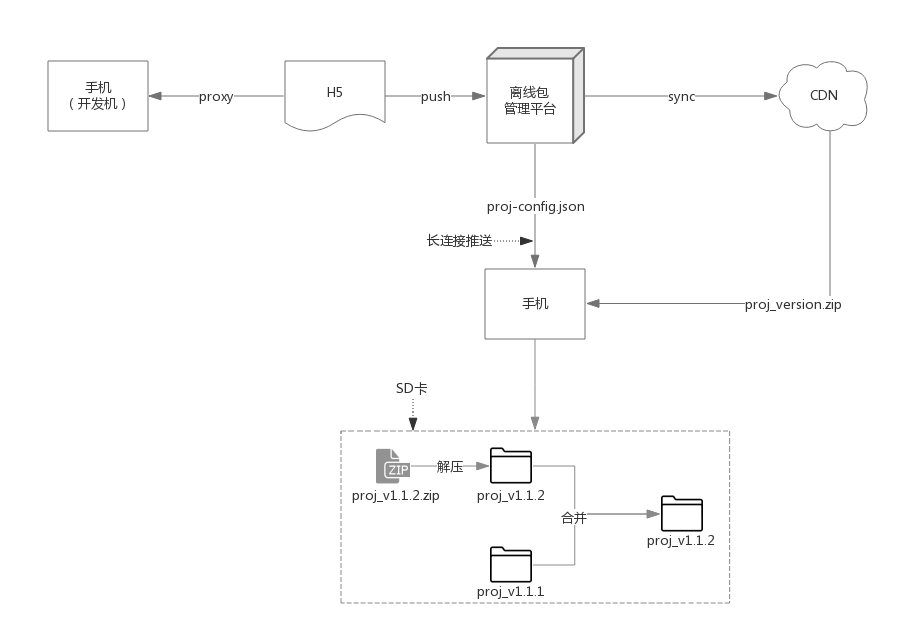 手机
（开发机）
proxy
H5
push
离线包
管理平台
sync
CDN
proj-config.json
长连接推送
手机
proj_version.zip
SD卡
ZIP
解压
proj_v1.1.2.zip
proj_v1.1.2
合并
proj_v1.1.2
proj_v1.1.1